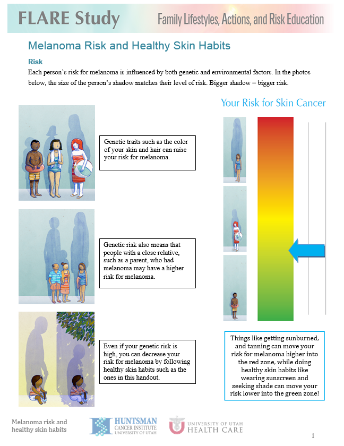 FLARE Study
Family Lifestyles, Actions, and Risk Education
Melanoma Risk and Healthy Skin Habits
Risk
Each person's risk for melanoma is influenced by both genetic and environmental factors. In the photos
below, the size of the person's shadow matches their level of risk. Bigger shadow – bigger risk.
Your Risk for Skin Cancer
Genetic traits such as the color
of your skin and hair can raise
your risk for melanoma.
Genetic risk also means that
people with a close relative,
such as a parent, who had
melanoma may have a higher
risk for melanoma.
Even if your genetic risk is
high, you can decrease your
risk for melanoma by following
healthy skin habits such as the
ones in this handout.
Things like getting sunburned,
and tanning can move your
risk for melanoma higher into
the red zone, while doing
healthy skin habits like
wearing sunscreen and
seeking shade can move your
risk lower into the green zone!
Melanoma risk and
healthy skin habits
HUNTSMAN
CANCER INSTITUTE
UNIVERSITY OF UTAH
UNIVERSITY OF UTAH
HEALTH CARE
1